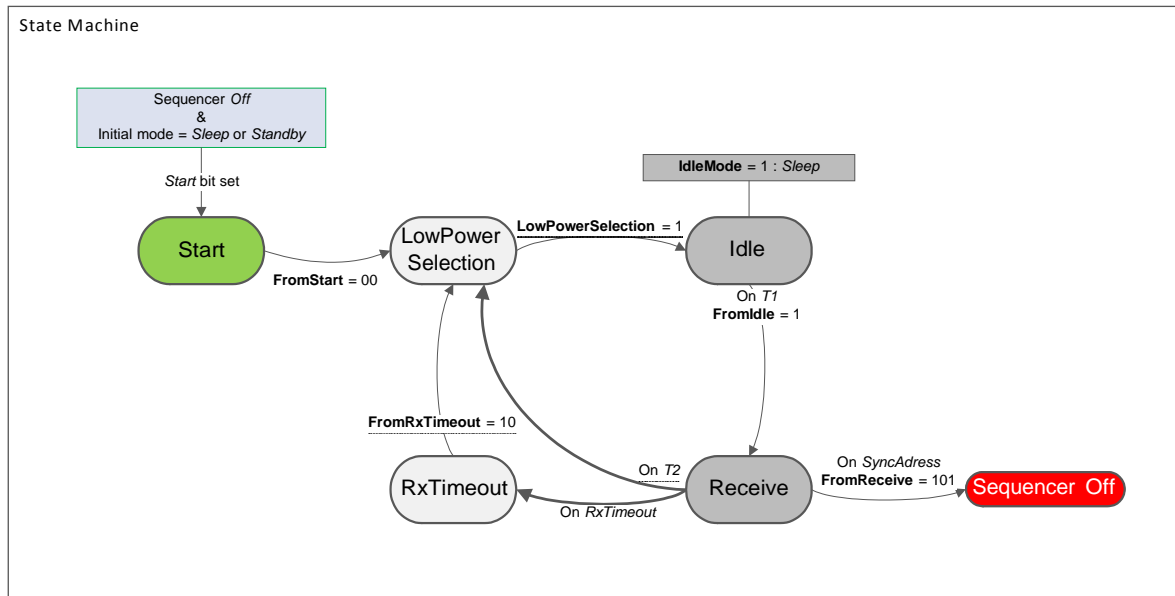 State Machine
Sequencer Off
&
Initial mode = Sleep or Standby
IdleMode = 1 : Sleep
Start bit set
LowPowerSelection = 1
Start
LowPower
Selection
Idle
FromStart = 00
On T1
FromIdle = 1
FromRxTimeout = 10
On T2
On SyncAdress
FromReceive = 101
RxTimeout
Receive
Sequencer Off
On RxTimeout